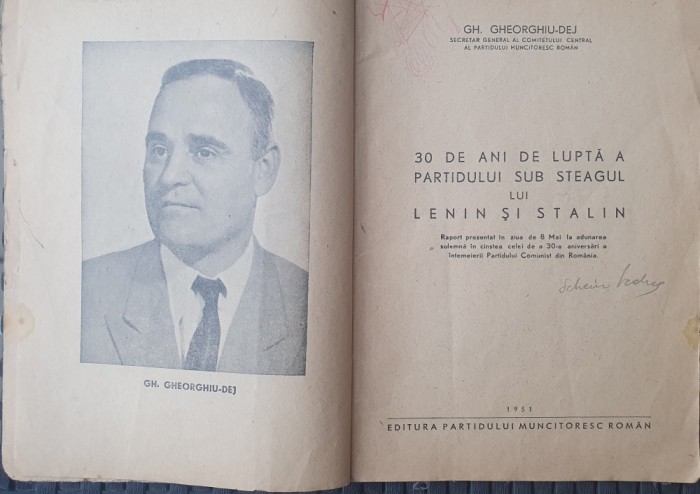 GH. GHEORGHIU-DEJ
GH. GHEORGHIU-DEJ
SECRETAR GENERAL AL COMITETULUI CENTRAL
AL PARTIDULUI MUNCITORESC ROMÂN
30 DE ANI DE LUPTĂ A
PARTIDULUI SUB STEAGUL
LUI
LENIN ȘI STALIN
Raport prezentat în ziua de 8 Mai la adunarea
solemnă în cinstea celei de a 30-a aniversări a
întemeierii Partidului Comunist din România.
1951
EDITURA PARTIDULUI MUNCITORESC ROMÂN